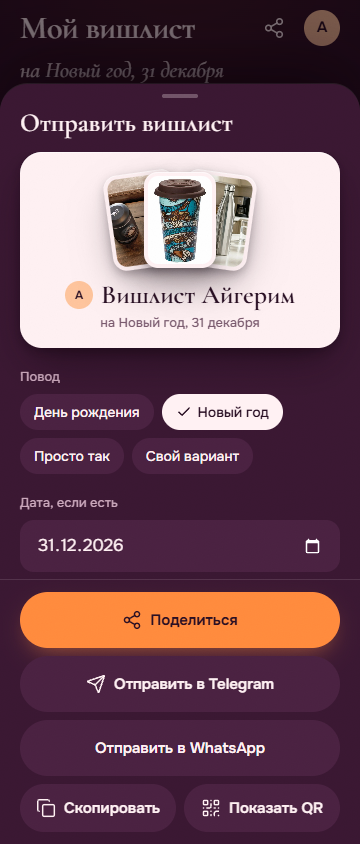 Мой вишлист
А
на Новый год, 31 декабря
Отправить вишлист
А Вишлист Айгерим
на Новый год, 31 декабря
Повод
День рождения
Новый год
Просто так
Свой вариант
Дата, если есть
31.12.2026
Поделиться
Отправить в Telegram
Отправить в WhatsApp
Скопировать
Показать QR